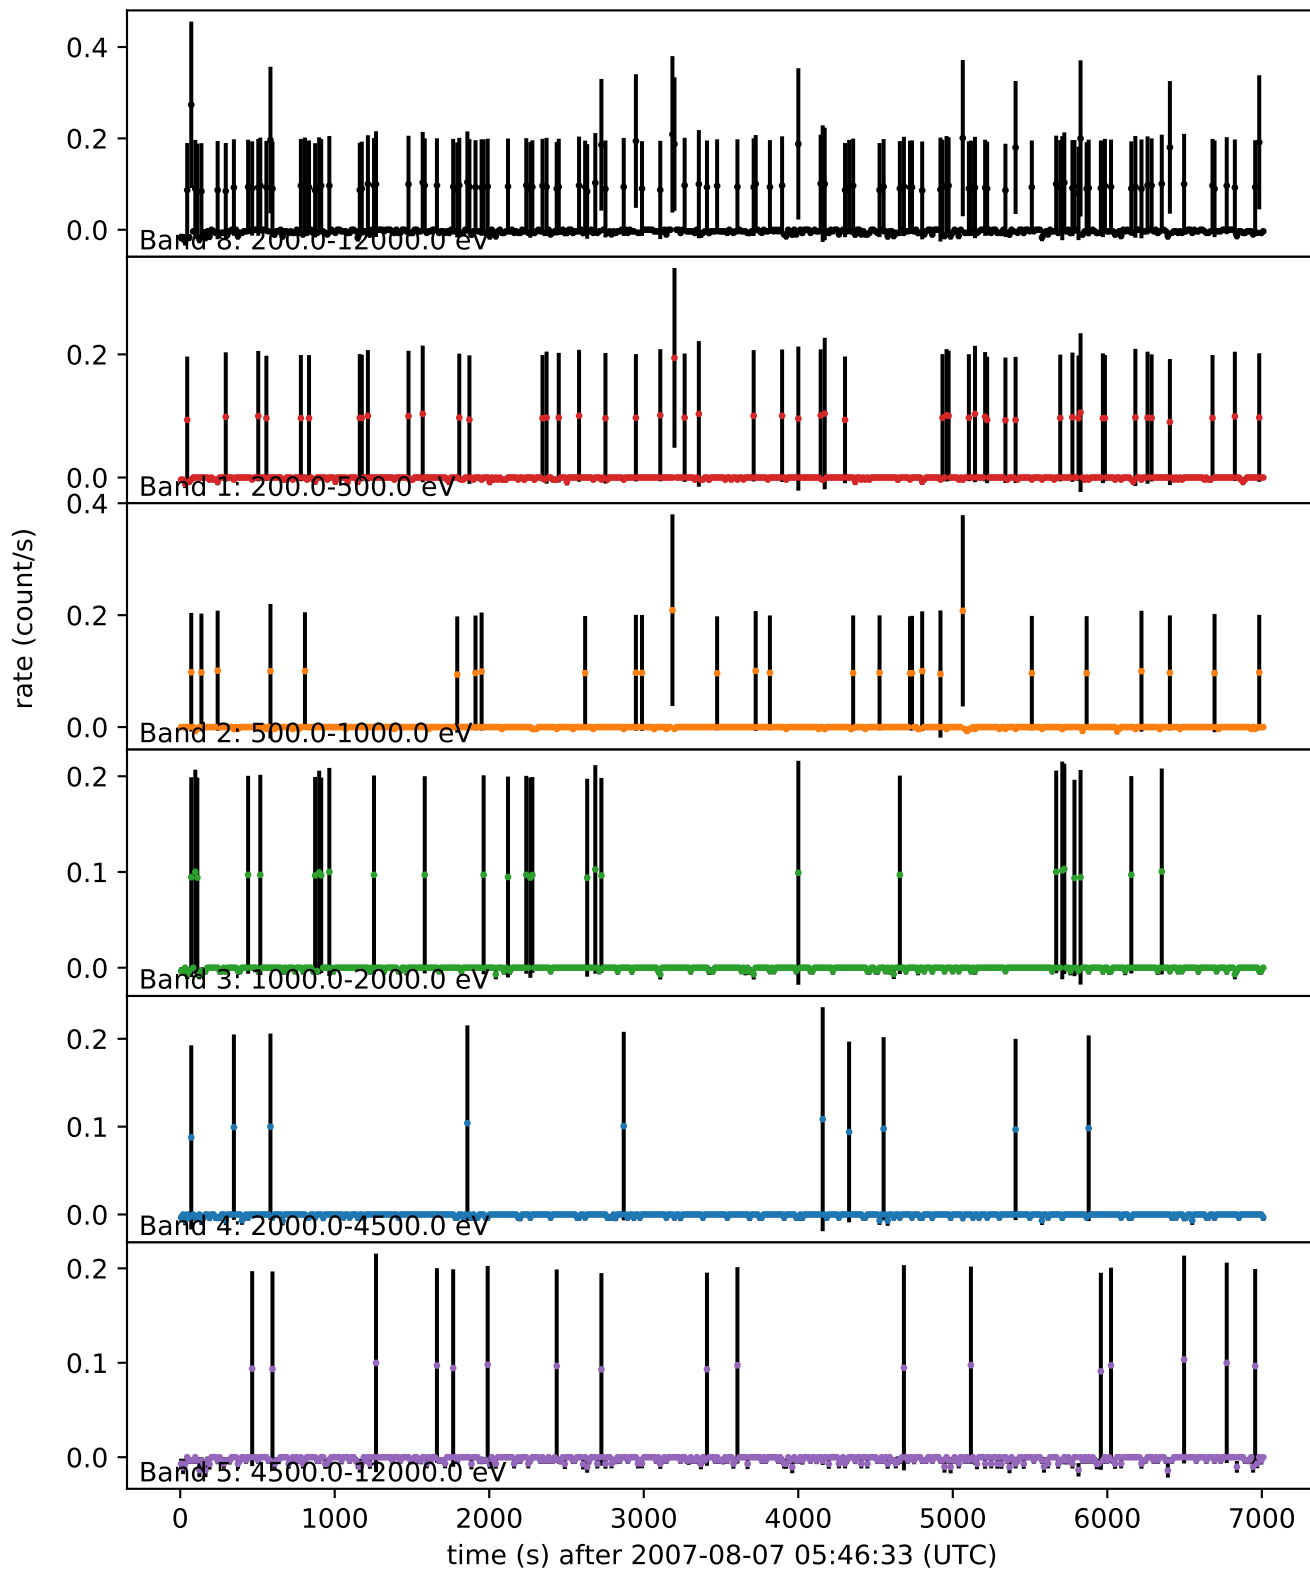 0.4
0.2
0.0
Band 8: 200.0-12000.0 eV
0.2
0.0
Band 1: 200.0-500.0 eV
0.4
0.2
0.0
Band 2: 500.0-1000.0 eV
rate (count/s)
0.2
0.1
0.0
Band 3: 1000.0-2000.0 eV
0.2
0.1
0.0
Band 4: 2000.0-4500.0 eV
0.2
0.1
0.0
Band 5: 4500.0-12000.0 eV
0 1000 2000 3000 4000 5000 6000 7000
time (s) after 2007-08-07 05:46:33 (UTC)